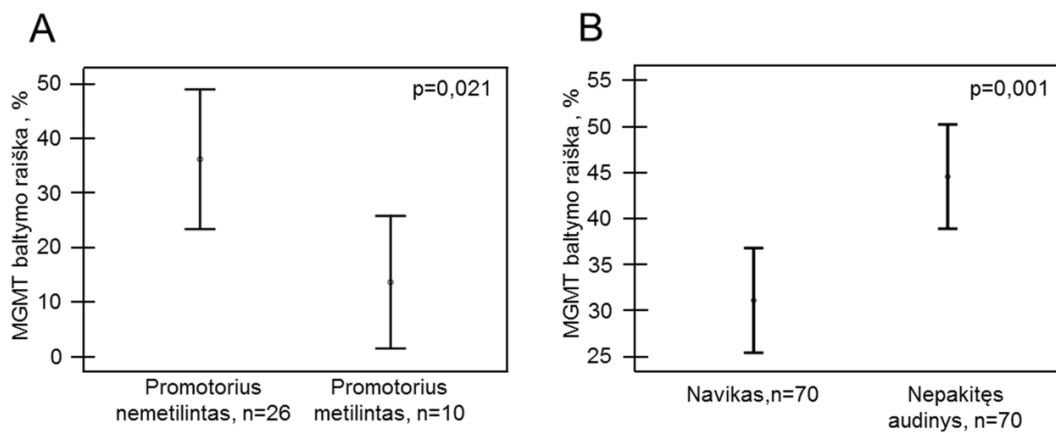 A
MGMT baltymo raiška , %
50
40
30
20
10
0
p=0,021
Promotorius
nemetilintas, n=26
Promotorius
metilintas, n=10
B
MGMT baltymo raiška, %
55
50
45
40
35
30
25
p=0,001
Navikas,n=70
Nepakitęs
audinys, n=70